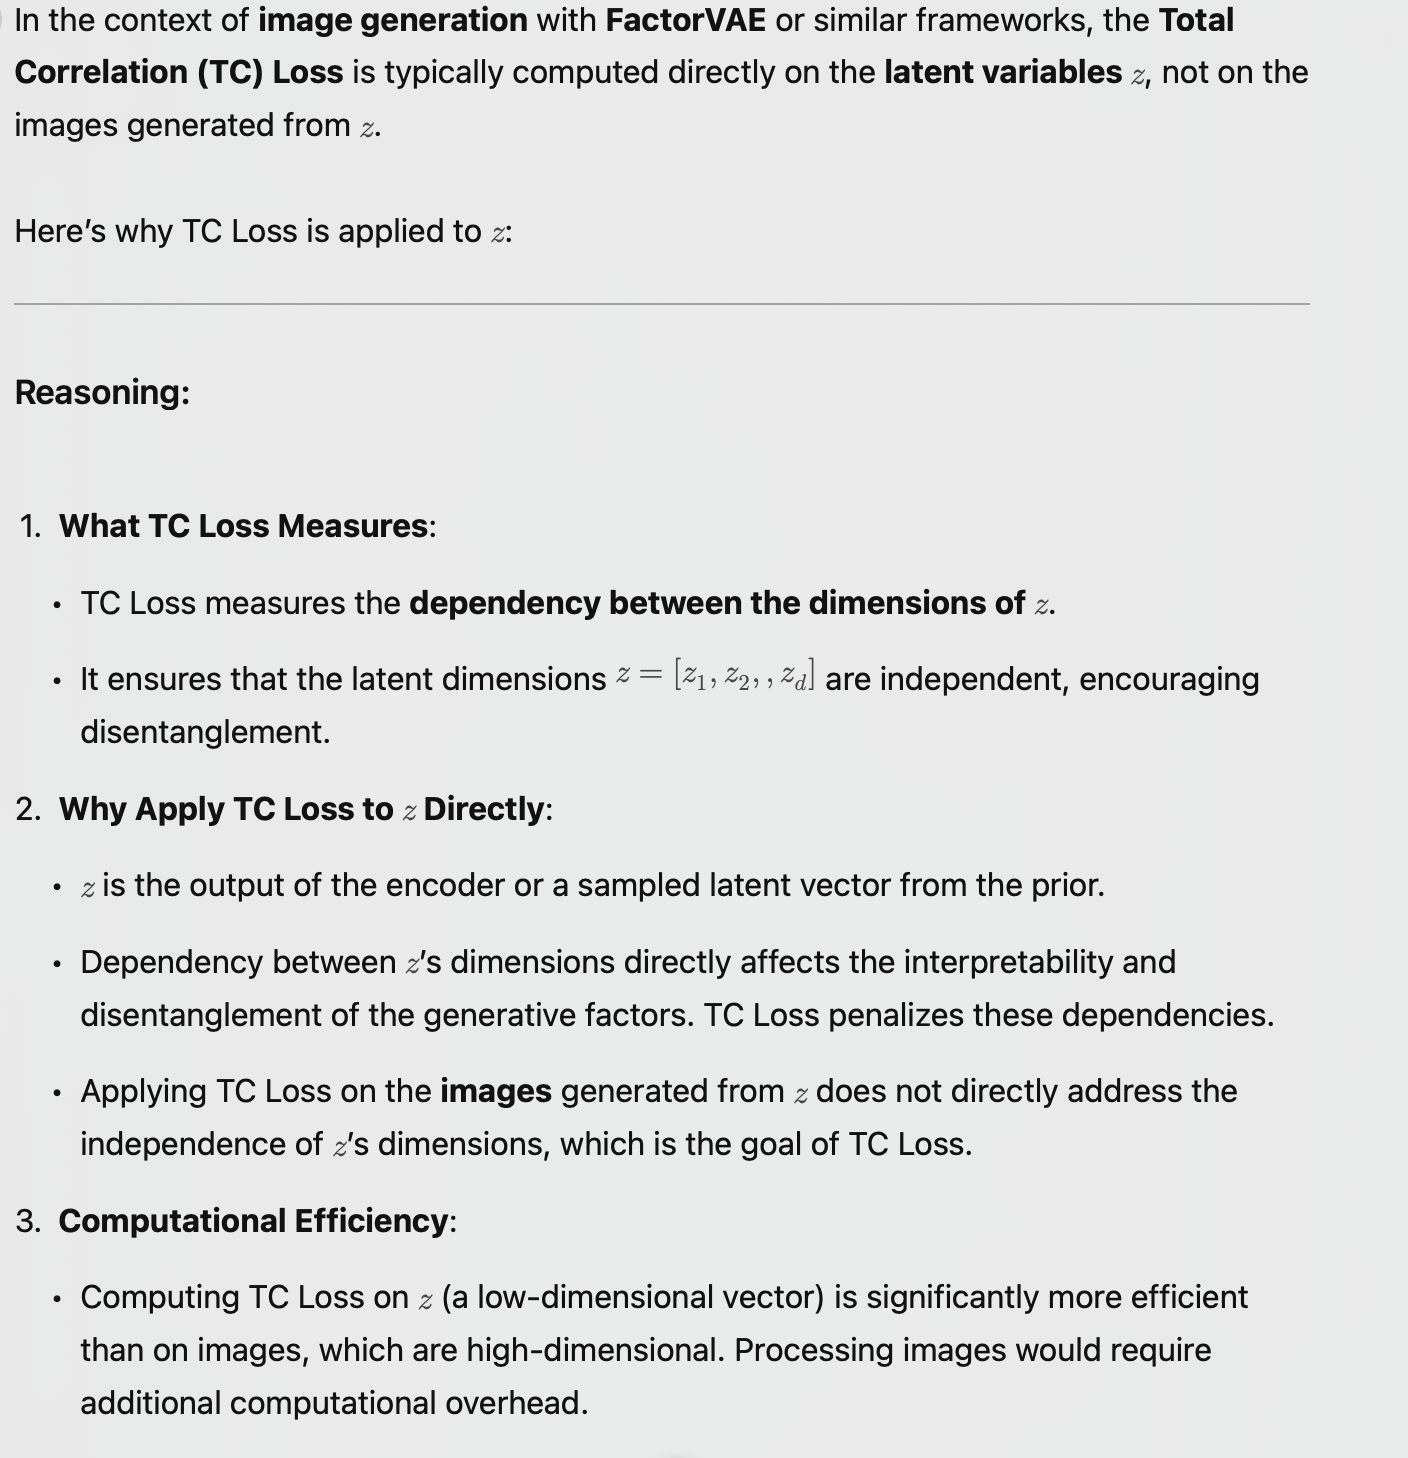 In the context of image generation with FactorVAE or similar frameworks, the Total
Correlation (TC) Loss is typically computed directly on the latent variables z, not on the
images generated from z.
Here's why TC Loss is applied to z:
Reasoning:
1. What TC Loss Measures:
• TC Loss measures the dependency between the dimensions of z.
• It ensures that the latent dimensions z = [z₁, z₂, , z_d] are independent, encouraging
disentanglement.
2. Why Apply TC Loss to z Directly:
• z is the output of the encoder or a sampled latent vector from the prior.
• Dependency between z's dimensions directly affects the interpretability and
disentanglement of the generative factors. TC Loss penalizes these dependencies.
• Applying TC Loss on the images generated from z does not directly address the
independence of z's dimensions, which is the goal of TC Loss.
3. Computational Efficiency:
• Computing TC Loss on z (a low-dimensional vector) is significantly more efficient
than on images, which are high-dimensional. Processing images would require
additional computational overhead.